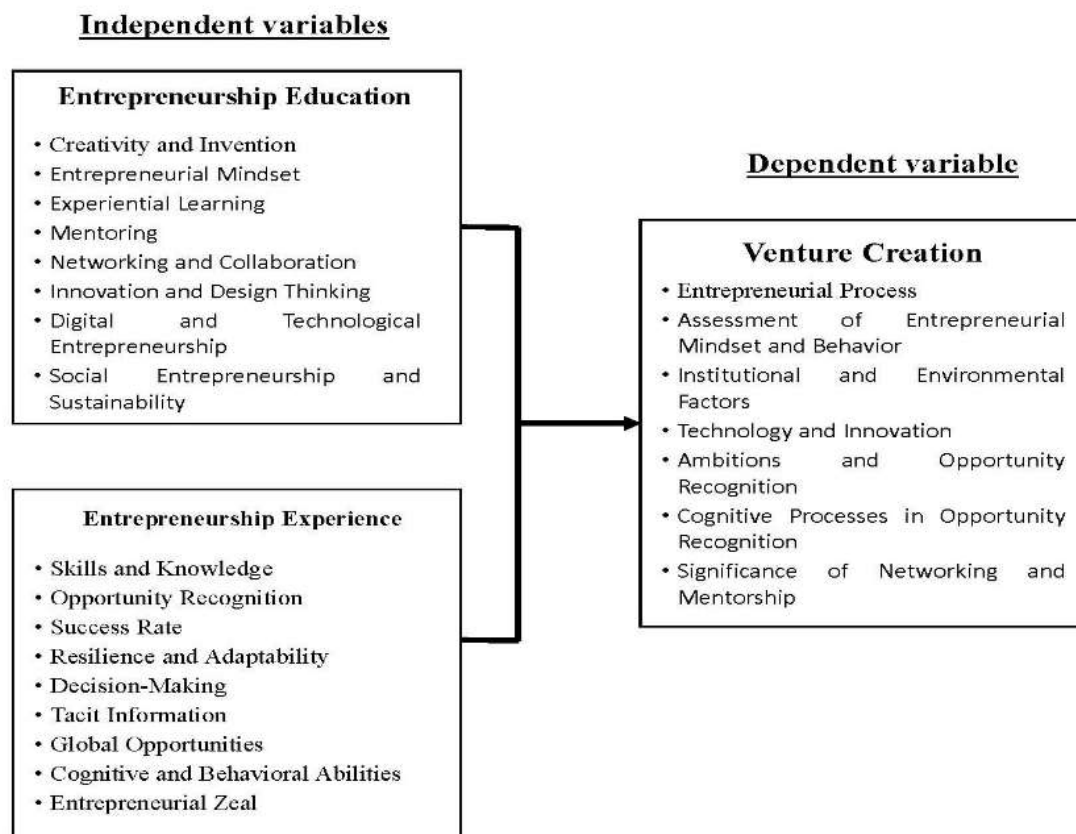 Independent variables
Entrepreneurship Education
• Creativity and Invention
• Entrepreneurial Mindset
• Experiential Learning
• Mentoring
• Networking and Collaboration
• Innovation and Design Thinking
• Digital and Technological
Entrepreneurship
• Social Entrepreneurship and
Sustainability
Entrepreneurship Experience
• Skills and Knowledge
• Opportunity Recognition
• Success Rate
• Resilience and Adaptability
• Decision-Making
• Tacit Information
• Global Opportunities
• Cognitive and Behavioral Abilities
• Entrepreneurial Zeal
Dependent variable
Venture Creation
• Entrepreneurial Process
• Assessment of Entrepreneurial
Mindset and Behavior
• Institutional and Environmental
Factors
• Technology and Innovation
• Ambitions and Opportunity
Recognition
• Cognitive Processes in Opportunity
Recognition
• Significance of Networking and
Mentorship